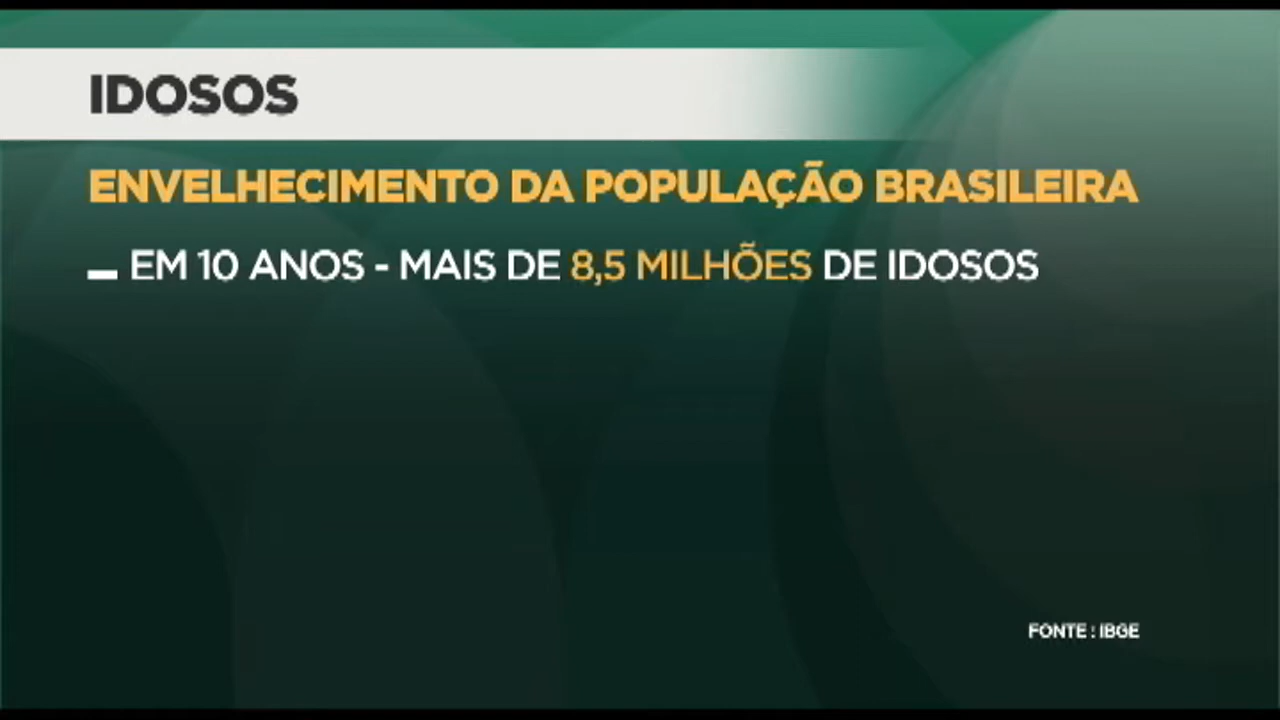 IDOSOS
ENVELHECIMENTO DA POPULAÇÃO BRASILEIRA
– EM 10 ANOS - MAIS DE 8,5 MILHÕES DE IDOSOS
FONTE : IBGE